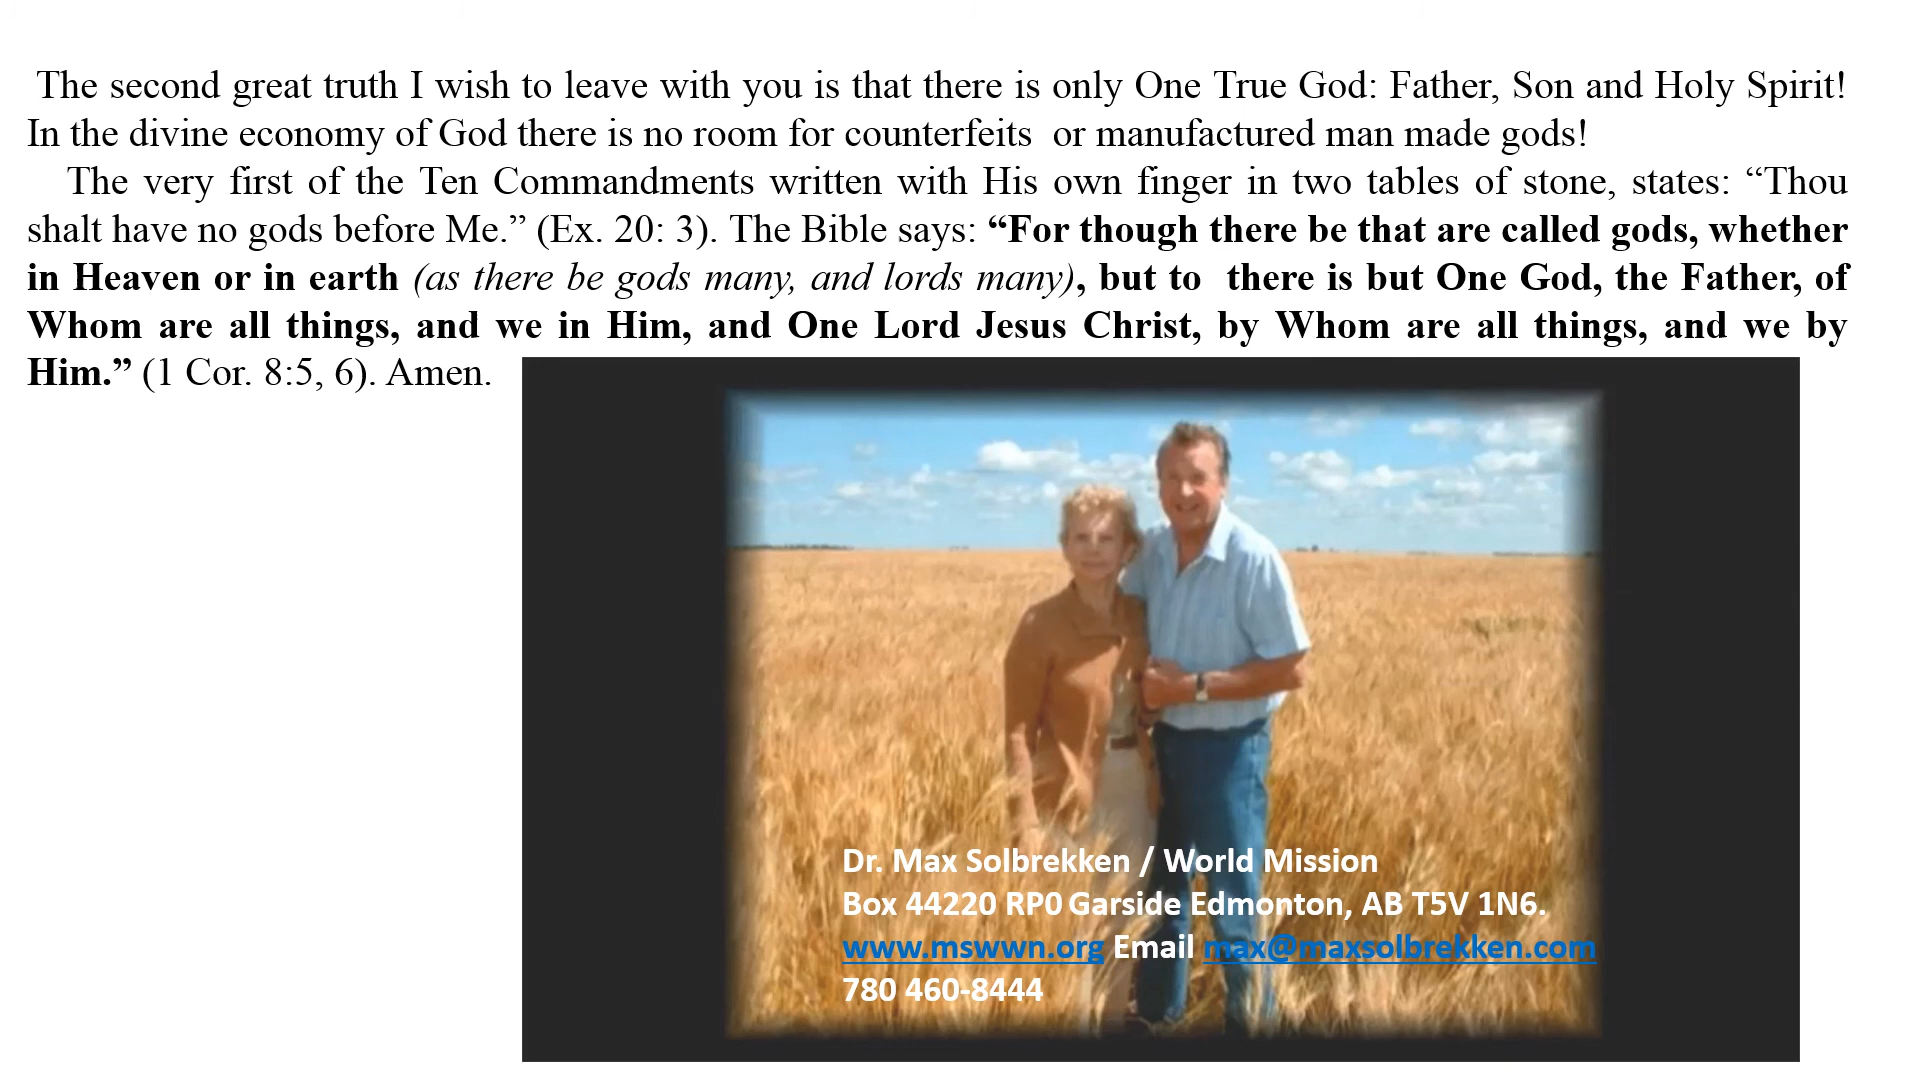 The second great truth I wish to leave with you is that there is only One True God: Father, Son and Holy Spirit!
In the divine economy of God there is no room for counterfeits  or manufactured man made gods!
The very first of the Ten Commandments written with His own finger in two tables of stone, states: “Thou
shalt have no gods before Me.” (Ex. 20: 3). The Bible says: “For though there be that are called gods, whether
in Heaven or in earth (as there be gods many, and lords many), but to  there is but One God, the Father, of
Whom are all things, and we in Him, and One Lord Jesus Christ, by Whom are all things, and we by
Him.” (1 Cor. 8:5, 6). Amen.
Dr. Max Solbrekken / World Mission
Box 44220 RP0 Garside Edmonton, AB T5V 1N6.
www.mswwn.org Email max@maxsolbrekken.com
780 460-8444